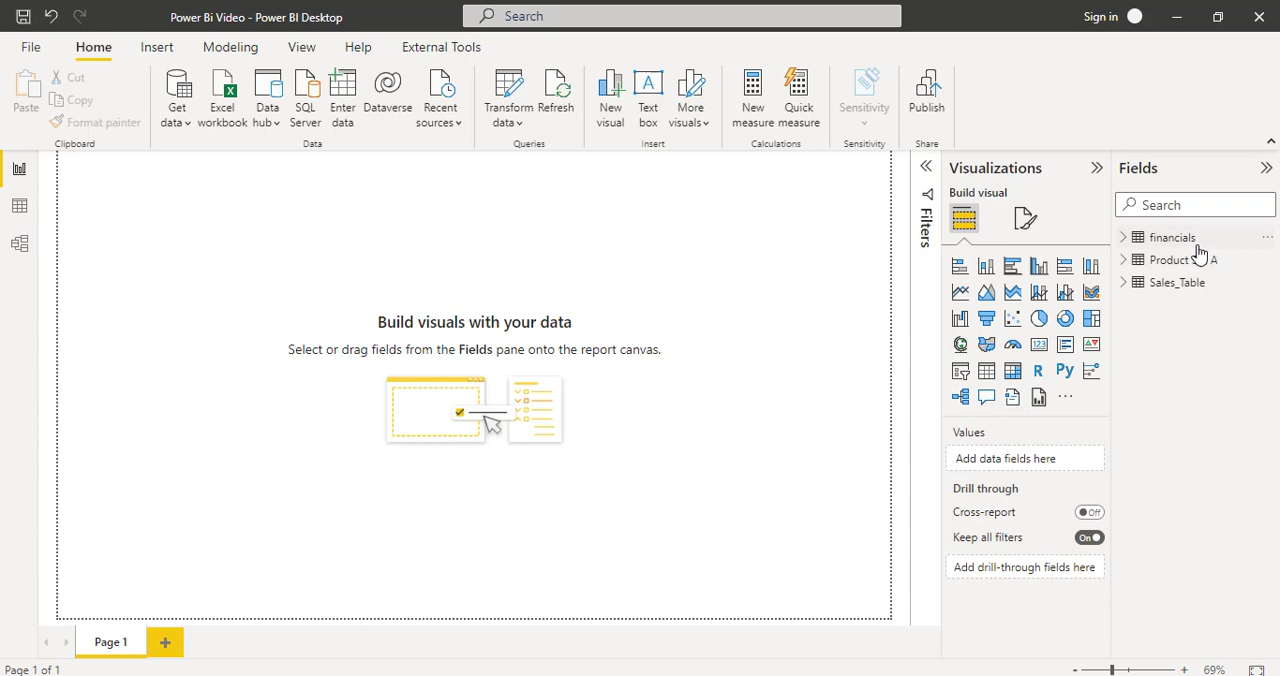 Power Bi Video - Power BI Desktop
Search
Sign in
File
Home
Insert
Modeling
View
Help
External Tools
Paste
Cut
Copy
Format painter
Clipboard
Get data
Excel workbook
Data hub
SQL Server
Enter data
Dataverse
Recent sources
Data
Transform data
Refresh
Queries
New visual
Text box
More visuals
Insert
New measure
Quick measure
Calculations
Sensitivity
Sensitivity
Publish
Share
Build visuals with your data
Select or drag fields from the Fields pane onto the report canvas.
Filters
Visualizations
Build visual
123
R
Py
Values
Add data fields here
Drill through
Cross-report
Off
Keep all filters
On
Add drill-through fields here
Fields
Search
financials
Product A
Sales_Table
Page 1
Page 1 of 1
- + 69%